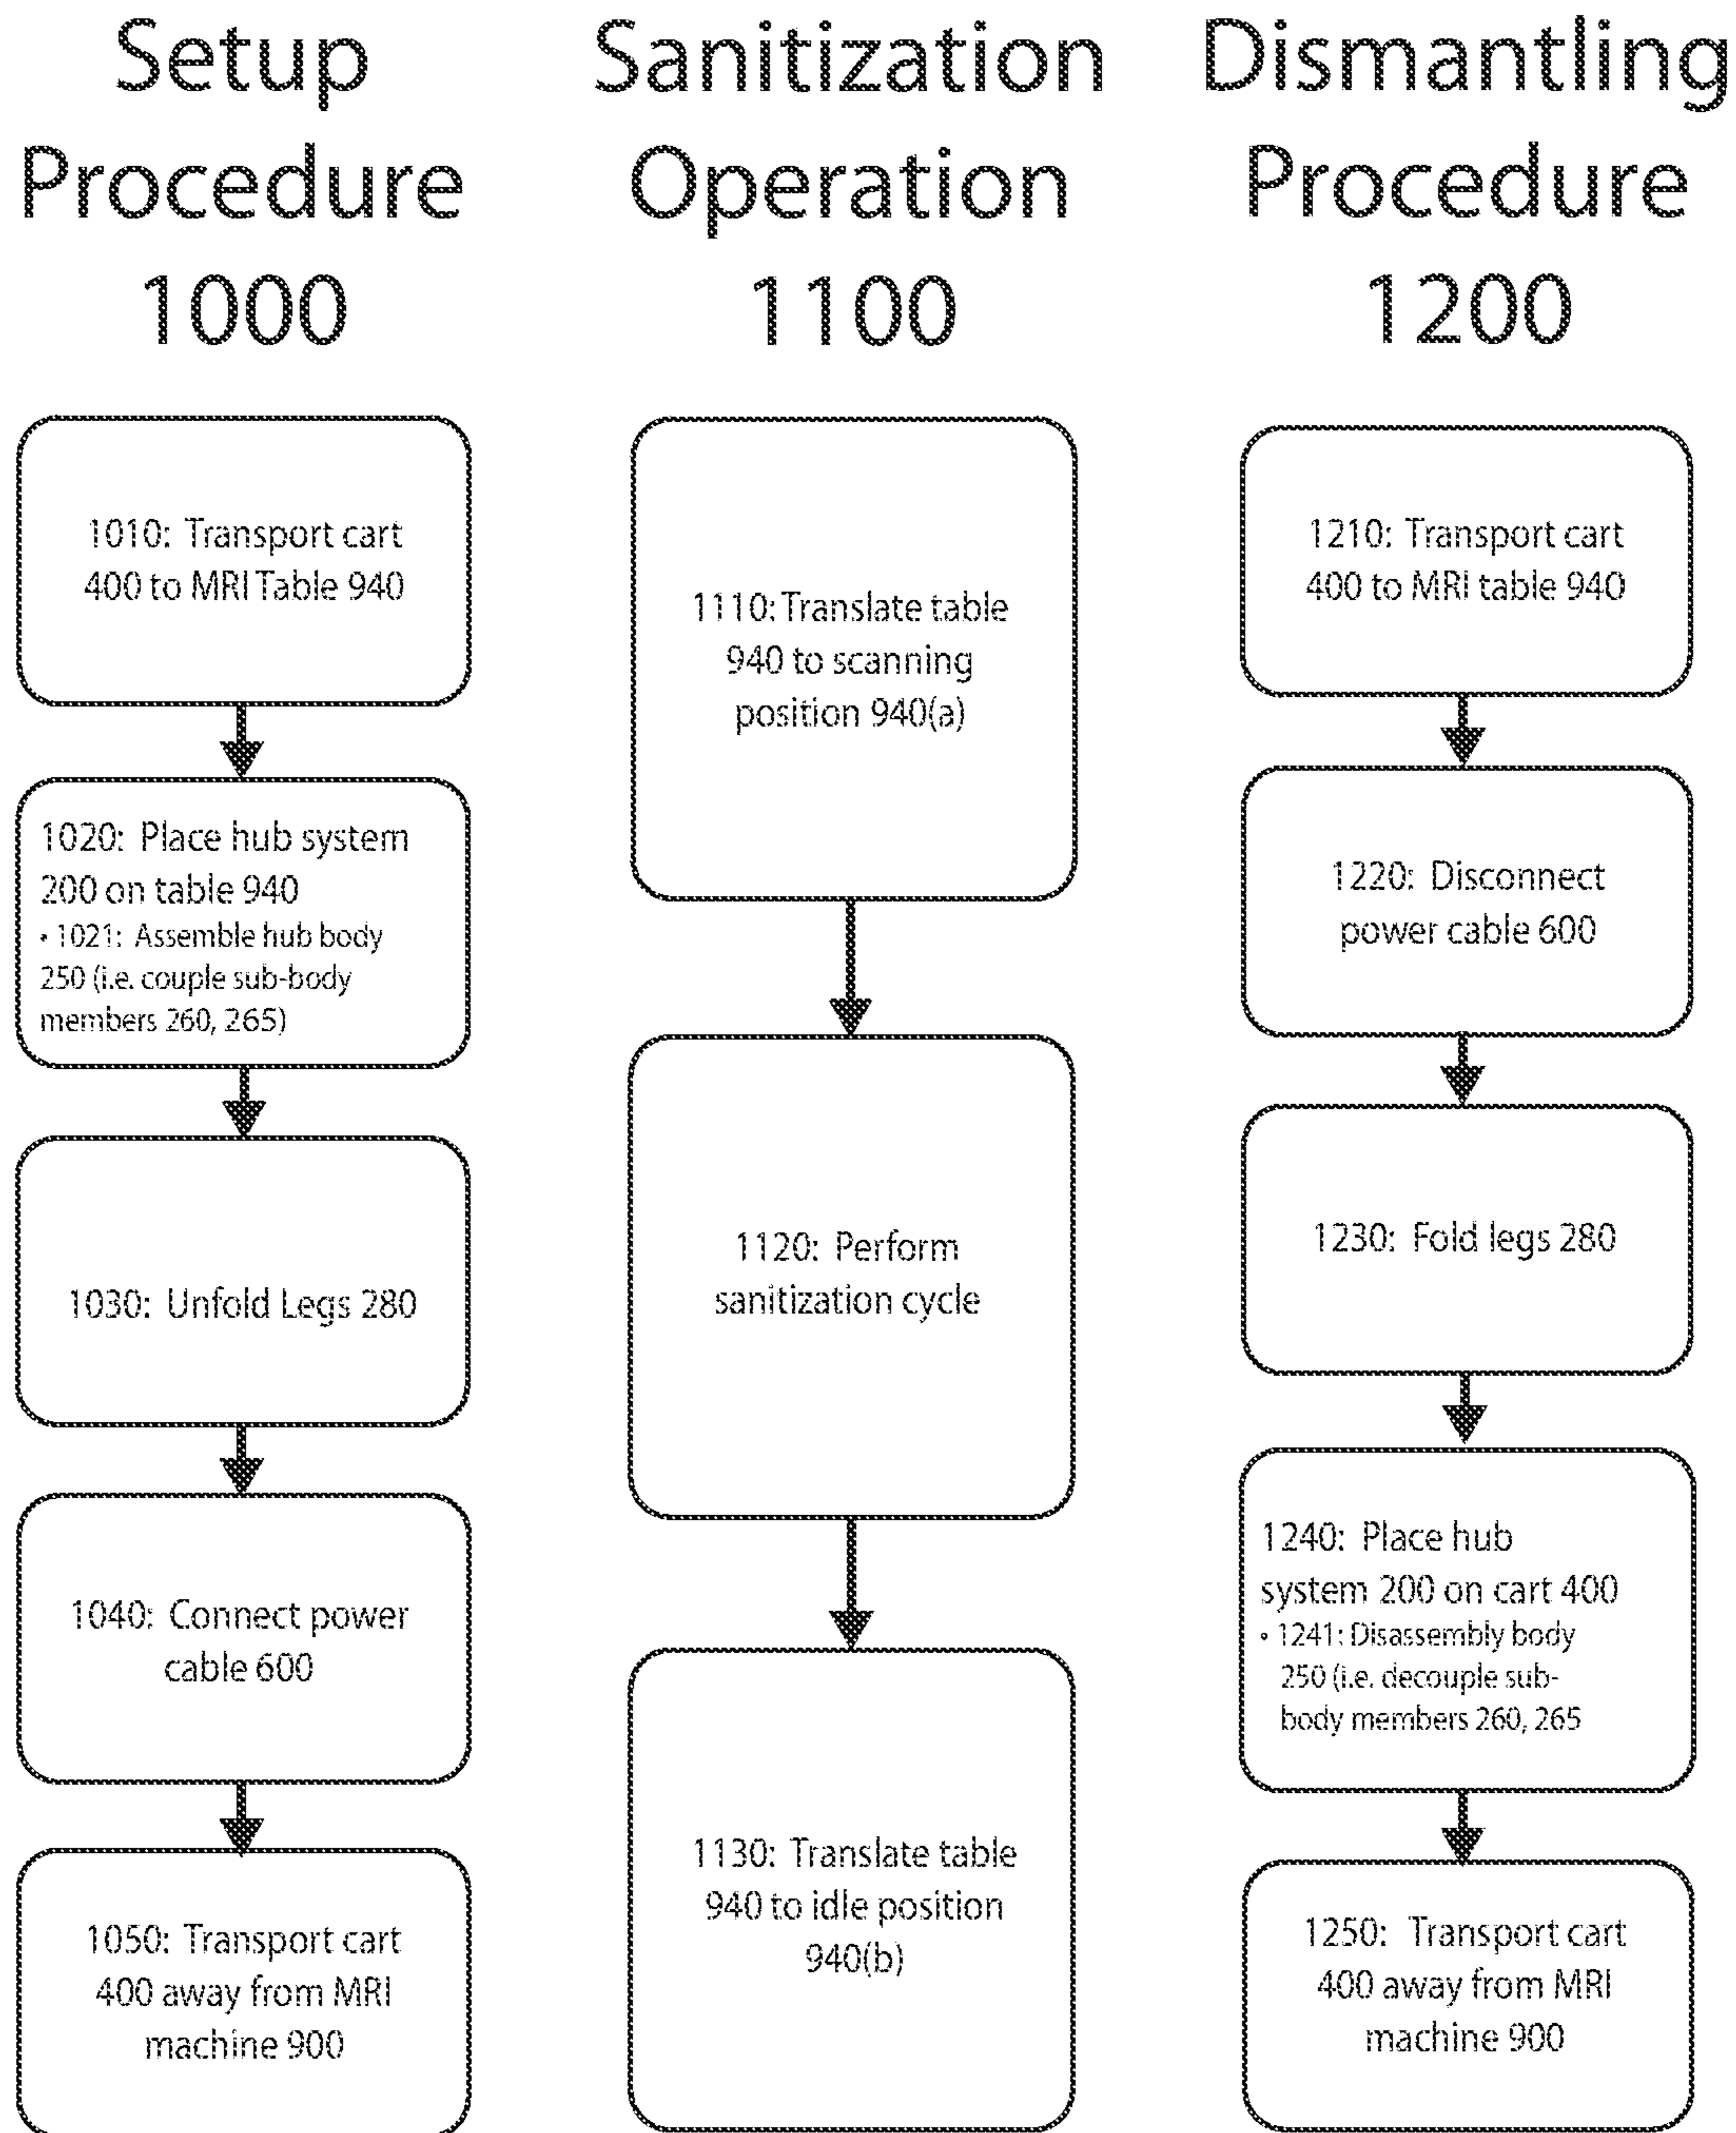 Setup
Procedure
1000
1010: Transport cart
400 to MRI Table 940
1020: Place hub system
200 on table 940
• 1021: Assemble hub body
250 (i.e. couple sub-body
members 260, 265)
1030: Unfold Legs 280
1040: Connect power
cable 600
1050: Transport cart
400 away from MRI
machine 900
Sanitization
Operation
1100
1110: Translate table
940 to scanning
position 940(a)
1120: Perform
sanitization cycle
1130: Translate table
940 to idle position
940(b)
Dismantling
Procedure
1200
1210: Transport cart
400 to MRI table 940
1220: Disconnect
power cable 600
1230: Fold legs 280
1240: Place hub
system 200 on cart 400
• 1241: Disassembly body
250 (i.e. decouple sub-
body members 260, 265
1250: Transport cart
400 away from MRI
machine 900